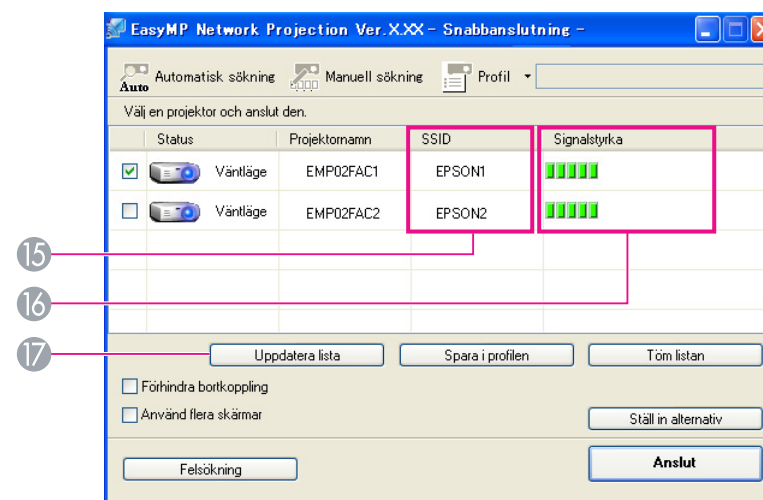 EasyMP Network Projection Ver.X.XX - Snabbanslutning -
Auto Automatisk sökning Manuell sökning Profil
Välj en projektor och anslut den.
Status Projektornamn SSID Signalstyrka
Vänteläge EMP02FAC1 EPSON1
Vänteläge EMP02FAC2 EPSON2
15
16
17
Uppdatera lista Spara i profilen Töm listan
Förhindra bortkoppling
Använd flera skärmar
Ställ in alternativ
Felsökning Anslut